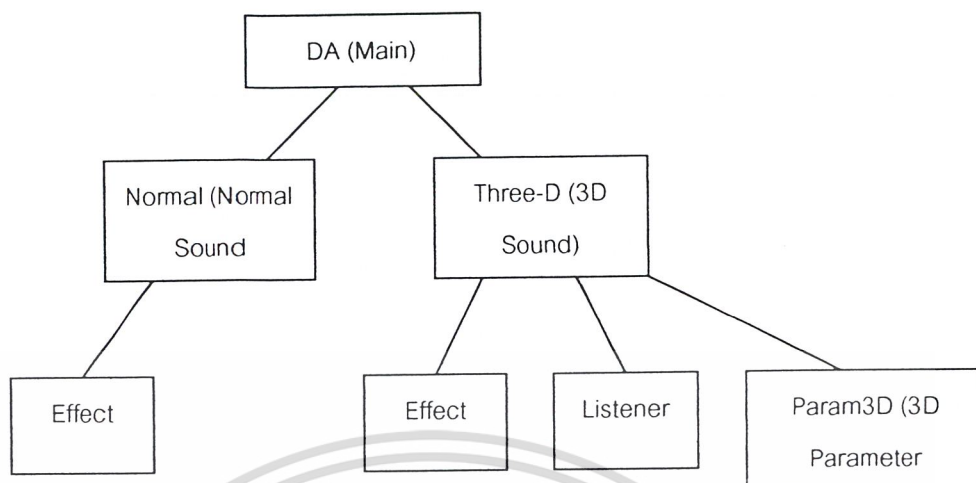 DA (Main)
Normal (Normal
Sound
Three-D (3D
Sound)
Effect
Effect
Listener
Param3D (3D
Parameter